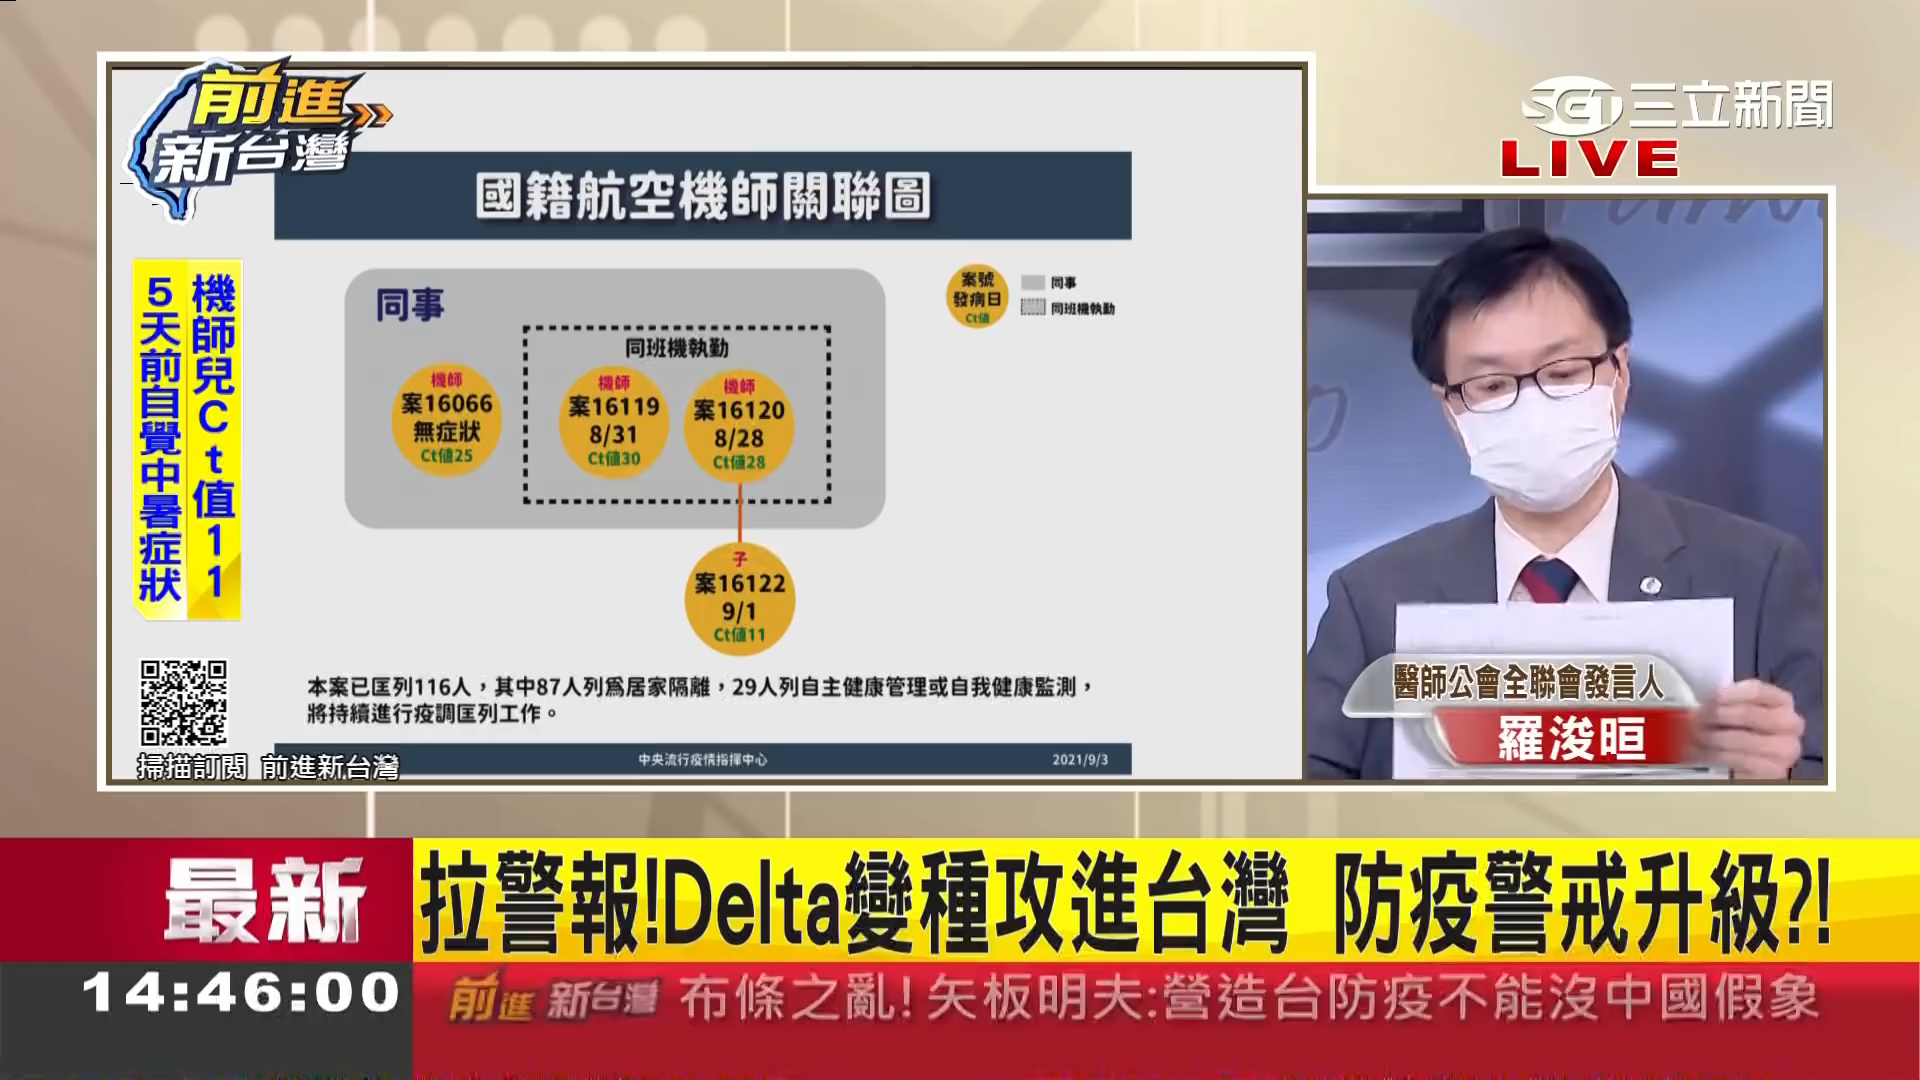 前進
新台灣
SET三立新聞
LIVE
國籍航空機師關聯圖
機師兒Ct值11
5天前自覺中暑症狀
同事
同班機執勤
機師
案16066
無症狀
Ct值25
機師
案16119
8/31
Ct值30
機師
案16120
8/28
Ct值28
子
案16122
9/1
Ct值11
案號
發病日
Ct值
同事
同班機執勤
本案已匡列116人，其中87人列為居家隔離，29人列自主健康管理或自我健康監測，
將持續進行疫調匡列工作。
中央流行疫情指揮中心
2021/9/3
掃描訂閱 前進新台灣
醫師公會全聯會發言人
羅浚晅
最新
拉警報!Delta變種攻進台灣 防疫警戒升級?!
14:46:00
前進新台灣 布條之亂!矢板明夫:營造台防疫不能沒中國假象